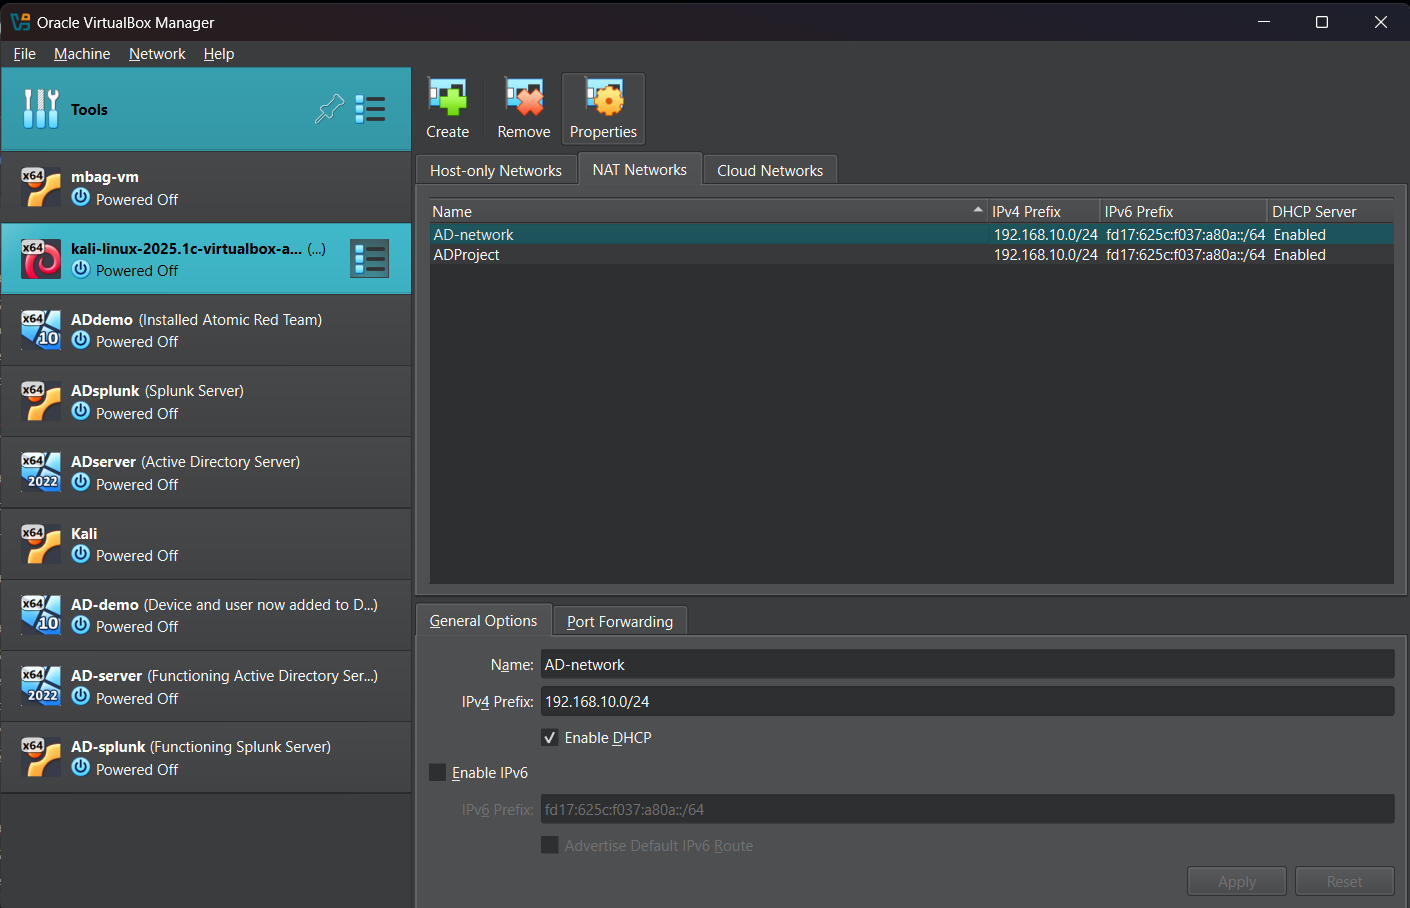 Oracle VirtualBox Manager
File Machine Network Help
Tools
mbag-vm
Powered Off
kali-linux-2025.1c-virtualbox-a... (...)
Powered Off
ADdemo (Installed Atomic Red Team)
Powered Off
ADsplunk (Splunk Server)
Powered Off
ADserver (Active Directory Server)
Powered Off
Kali
Powered Off
AD-demo (Device and user now added to D...)
Powered Off
AD-server (Functioning Active Directory Ser...)
Powered Off
AD-splunk (Functioning Splunk Server)
Powered Off
x64
x64
x64
10
x64
x64
2022
x64
x64
10
x64
2022
x64
Create Remove Properties
Host-only Networks NAT Networks Cloud Networks
Name IPv4 Prefix IPv6 Prefix DHCP Server
AD-network 192.168.10.0/24 fd17:625c:f037:a80a::/64 Enabled
ADProject 192.168.10.0/24 fd17:625c:f037:a80a::/64 Enabled
General Options Port Forwarding
Name: AD-network
IPv4 Prefix: 192.168.10.0/24
Enable DHCP
Enable IPv6
IPv6 Prefix: fd17:625c:f037:a80a::/64
Advertise Default IPv6 Route
Apply Reset